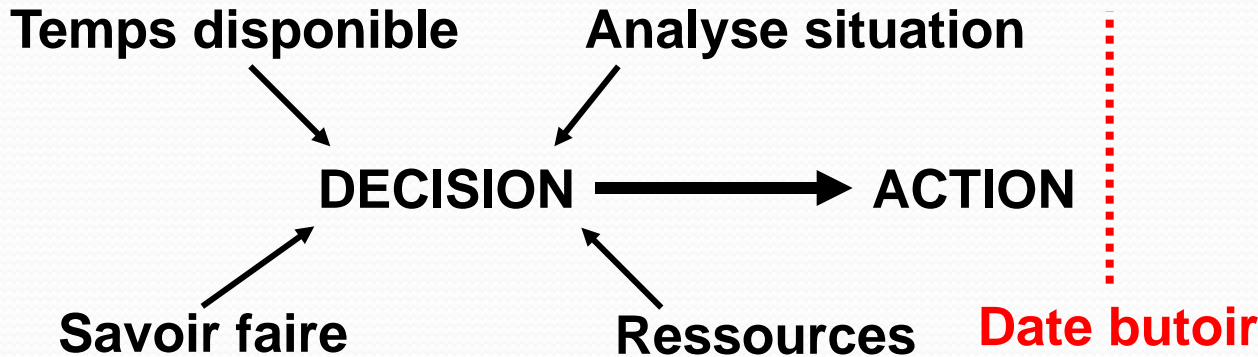 Temps disponible
Analyse situation
DECISION
ACTION
Savoir faire
Ressources
Date butoir